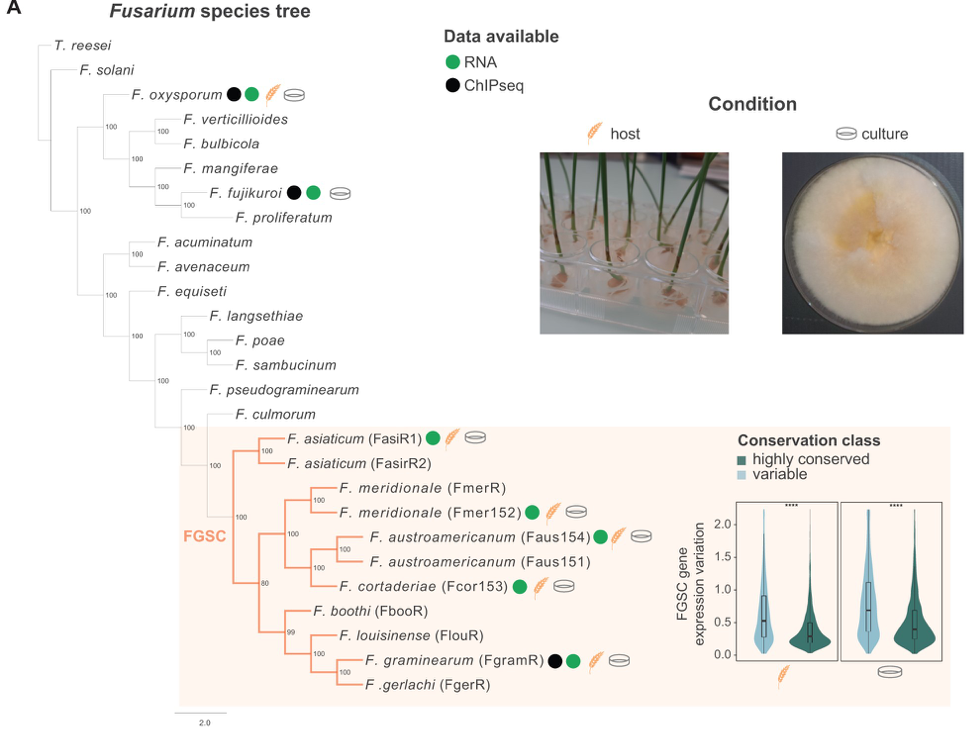 A
Fusarium species tree
T. reesei
F. solani
F. oxysporum
100
F. verticillioides
100
F. bulbicola
100
F. mangiferae
100
F. fujikuroi
100
F. proliferatum
100
F. acuminatum
100
F. avenaceum
100
F. equiseti
100
F. langsethiae
100
F. poae
100
F. sambucinum
100
F. pseudograminearum
100
F. culmorum
100
F. asiaticum (FasiR1)
100
F. asiaticum (FasirR2)
100
FGSC
F. meridionale (FmerR)
100
F. meridionale (Fmer152)
100
F. austroamericanum (Faus154)
100
F. austroamericanum (Faus151)
100
F. cortaderiae (Fcor153)
80
F. boothi (FbooR)
99
F. louisinense (FlouR)
100
F. graminearum (FgramR)
100
F .gerlachi (FgerR)
2.0
Data available
RNA
ChIPseq
Condition
host
culture
Conservation class
highly conserved
variable
FGSC gene
expression variation
2.0
1.5
1.0
0.5
0.0
****
****